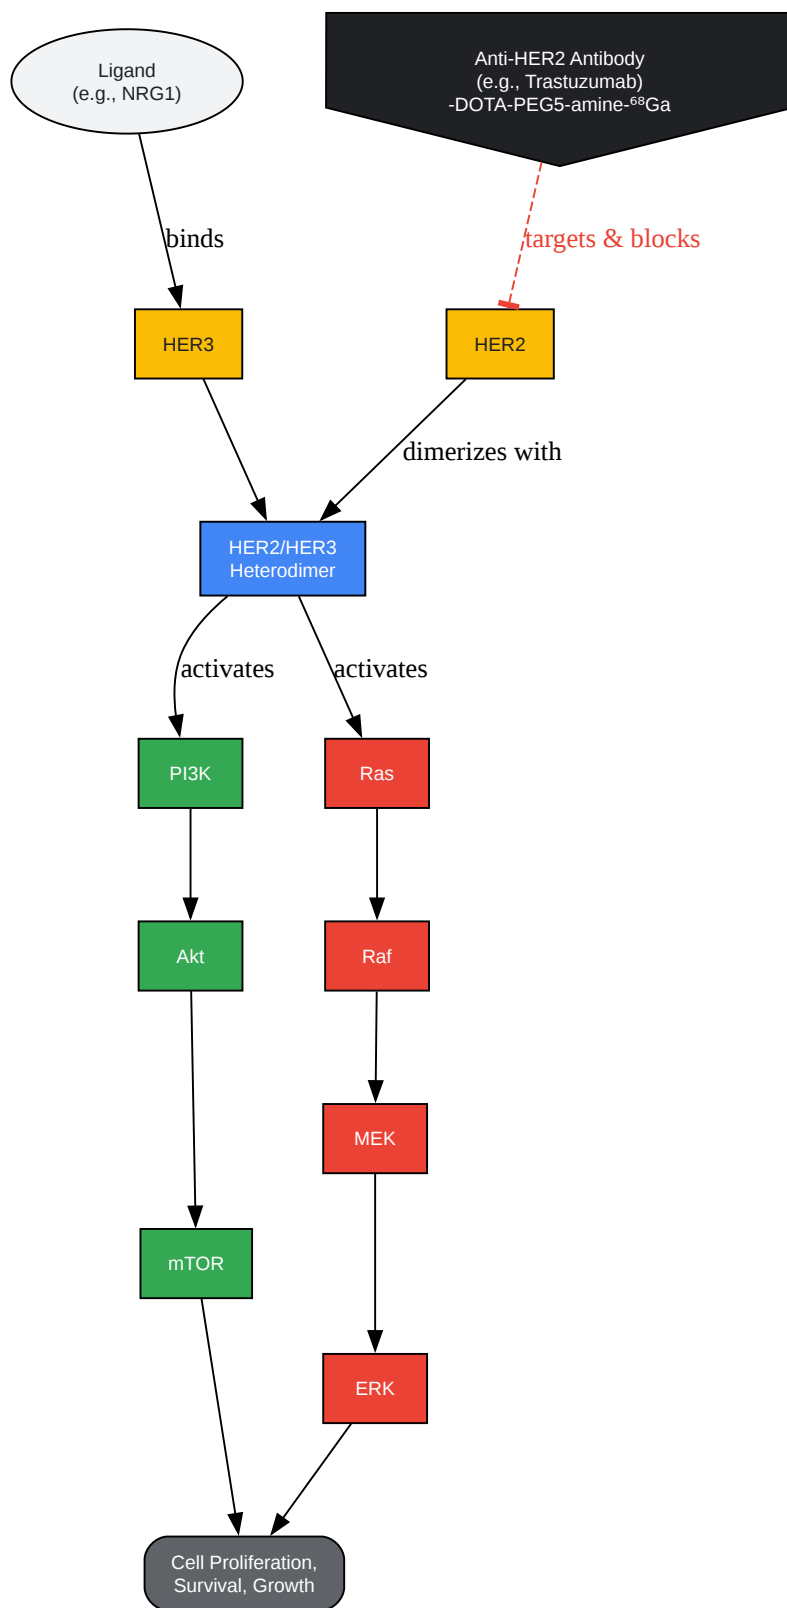 Ligand
(e.g., NRG1)
Anti-HER2 Antibody
(e.g., Trastuzumab)
-DOTA-PEG5-amine-⁶⁸Ga
binds
targets & blocks
HER3
HER2
dimerizes with
HER2/HER3
Heterodimer
activates
activates
PI3K
Ras
Akt
Raf
MEK
mTOR
ERK
Cell Proliferation,
Survival, Growth